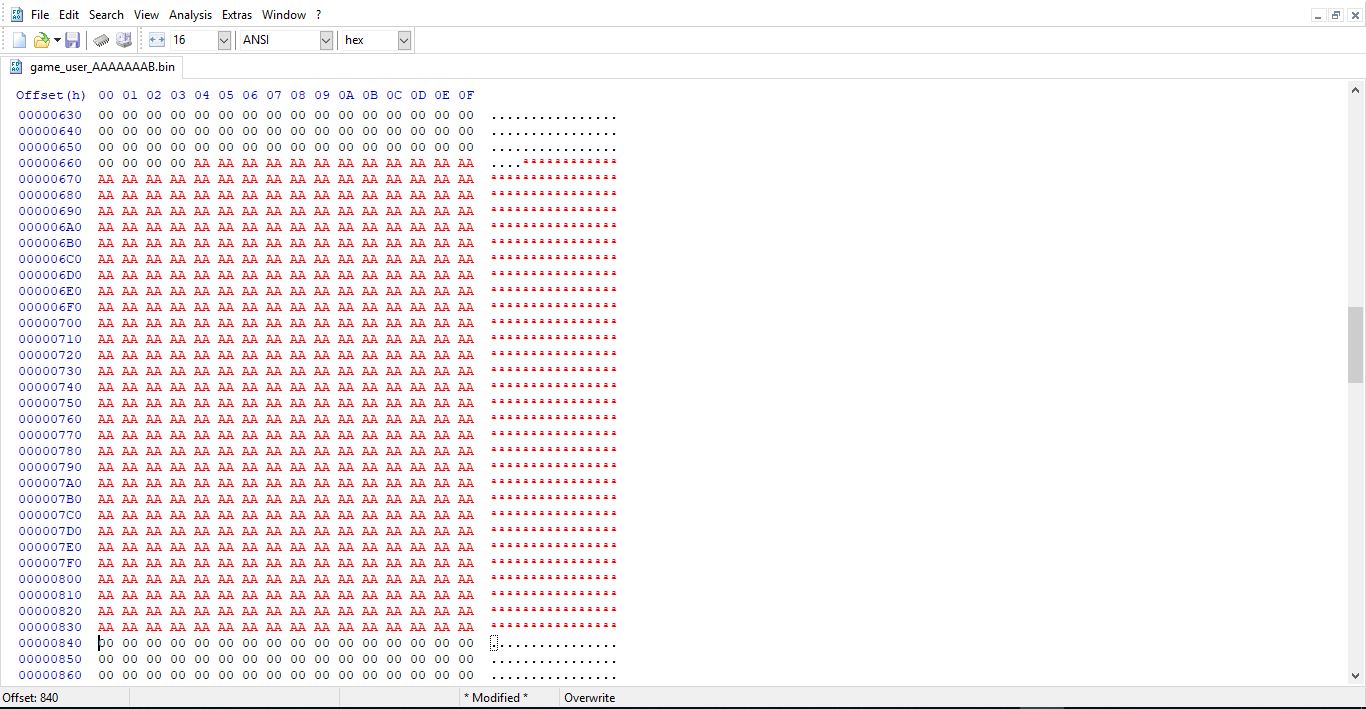 File Edit Search View Analysis Extras Window ?
16 ANSI hex
game_user_AAAAAAAB.bin
Offset(h) 00 01 02 03 04 05 06 07 08 09 0A 0B 0C 0D 0E 0F
00000630 00 00 00 00 00 00 00 00 00 00 00 00 00 00 00 00 ................
00000640 00 00 00 00 00 00 00 00 00 00 00 00 00 00 00 00 ................
00000650 00 00 00 00 00 00 00 00 00 00 00 00 00 00 00 00 ................
00000660 00 00 00 00 AA AA AA AA AA AA AA AA AA AA AA AA ....ªªªªªªªªªªªª
00000670 AA AA AA AA AA AA AA AA AA AA AA AA AA AA AA AA ªªªªªªªªªªªªªªªª
00000680 AA AA AA AA AA AA AA AA AA AA AA AA AA AA AA AA ªªªªªªªªªªªªªªªª
00000690 AA AA AA AA AA AA AA AA AA AA AA AA AA AA AA AA ªªªªªªªªªªªªªªªª
000006A0 AA AA AA AA AA AA AA AA AA AA AA AA AA AA AA AA ªªªªªªªªªªªªªªªª
000006B0 AA AA AA AA AA AA AA AA AA AA AA AA AA AA AA AA ªªªªªªªªªªªªªªªª
000006C0 AA AA AA AA AA AA AA AA AA AA AA AA AA AA AA AA ªªªªªªªªªªªªªªªª
000006D0 AA AA AA AA AA AA AA AA AA AA AA AA AA AA AA AA ªªªªªªªªªªªªªªªª
000006E0 AA AA AA AA AA AA AA AA AA AA AA AA AA AA AA AA ªªªªªªªªªªªªªªªª
000006F0 AA AA AA AA AA AA AA AA AA AA AA AA AA AA AA AA ªªªªªªªªªªªªªªªª
00000700 AA AA AA AA AA AA AA AA AA AA AA AA AA AA AA AA ªªªªªªªªªªªªªªªª
00000710 AA AA AA AA AA AA AA AA AA AA AA AA AA AA AA AA ªªªªªªªªªªªªªªªª
00000720 AA AA AA AA AA AA AA AA AA AA AA AA AA AA AA AA ªªªªªªªªªªªªªªªª
00000730 AA AA AA AA AA AA AA AA AA AA AA AA AA AA AA AA ªªªªªªªªªªªªªªªª
00000740 AA AA AA AA AA AA AA AA AA AA AA AA AA AA AA AA ªªªªªªªªªªªªªªªª
00000750 AA AA AA AA AA AA AA AA AA AA AA AA AA AA AA AA ªªªªªªªªªªªªªªªª
00000760 AA AA AA AA AA AA AA AA AA AA AA AA AA AA AA AA ªªªªªªªªªªªªªªªª
00000770 AA AA AA AA AA AA AA AA AA AA AA AA AA AA AA AA ªªªªªªªªªªªªªªªª
00000780 AA AA AA AA AA AA AA AA AA AA AA AA AA AA AA AA ªªªªªªªªªªªªªªªª
00000790 AA AA AA AA AA AA AA AA AA AA AA AA AA AA AA AA ªªªªªªªªªªªªªªªª
000007A0 AA AA AA AA AA AA AA AA AA AA AA AA AA AA AA AA ªªªªªªªªªªªªªªªª
000007B0 AA AA AA AA AA AA AA AA AA AA AA AA AA AA AA AA ªªªªªªªªªªªªªªªª
000007C0 AA AA AA AA AA AA AA AA AA AA AA AA AA AA AA AA ªªªªªªªªªªªªªªªª
000007D0 AA AA AA AA AA AA AA AA AA AA AA AA AA AA AA AA ªªªªªªªªªªªªªªªª
000007E0 AA AA AA AA AA AA AA AA AA AA AA AA AA AA AA AA ªªªªªªªªªªªªªªªª
000007F0 AA AA AA AA AA AA AA AA AA AA AA AA AA AA AA AA ªªªªªªªªªªªªªªªª
00000800 AA AA AA AA AA AA AA AA AA AA AA AA AA AA AA AA ªªªªªªªªªªªªªªªª
00000810 AA AA AA AA AA AA AA AA AA AA AA AA AA AA AA AA ªªªªªªªªªªªªªªªª
00000820 AA AA AA AA AA AA AA AA AA AA AA AA AA AA AA AA ªªªªªªªªªªªªªªªª
00000830 AA AA AA AA AA AA AA AA AA AA AA AA AA AA AA AA ªªªªªªªªªªªªªªªª
00000840 00 00 00 00 00 00 00 00 00 00 00 00 00 00 00 00 ................
00000850 00 00 00 00 00 00 00 00 00 00 00 00 00 00 00 00 ................
00000860 00 00 00 00 00 00 00 00 00 00 00 00 00 00 00 00 ................
Offset: 840 * Modified * Overwrite